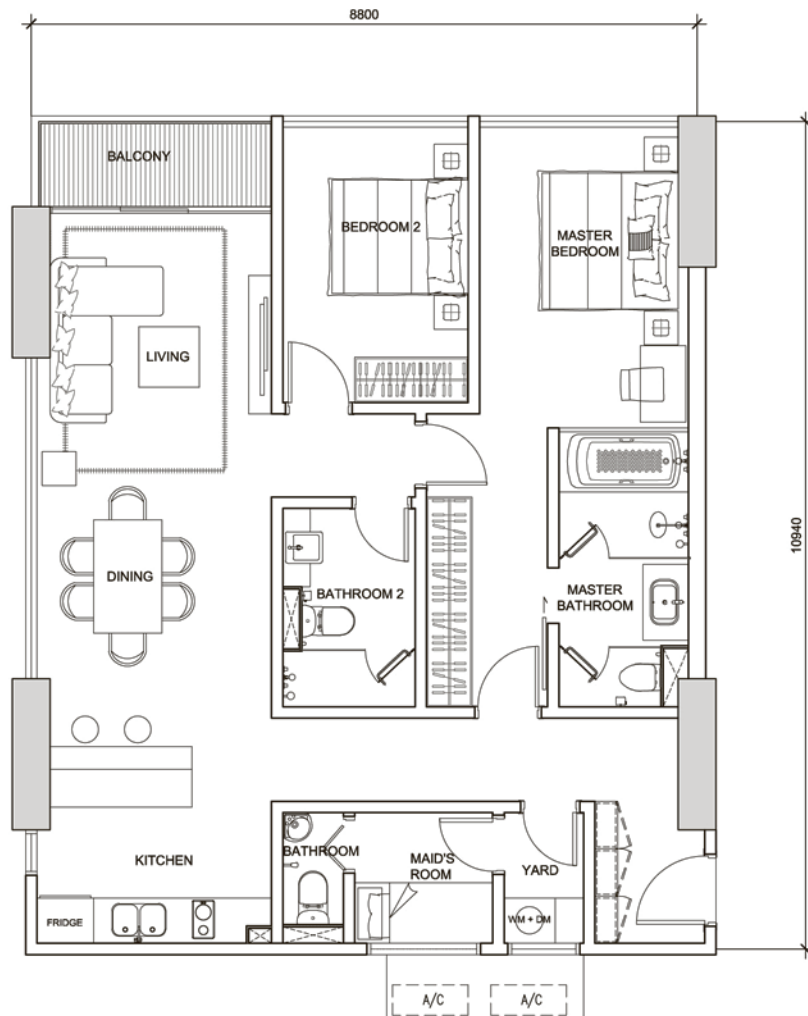 8800
BALCONY
BEDROOM 2
MASTER
BEDROOM
LIVING
10940
DINING
BATHROOM 2
MASTER
BATHROOM
KITCHEN
BATHROOM
MAID'S
ROOM
YARD
FRIDGE
WM + DM
A/C
A/C